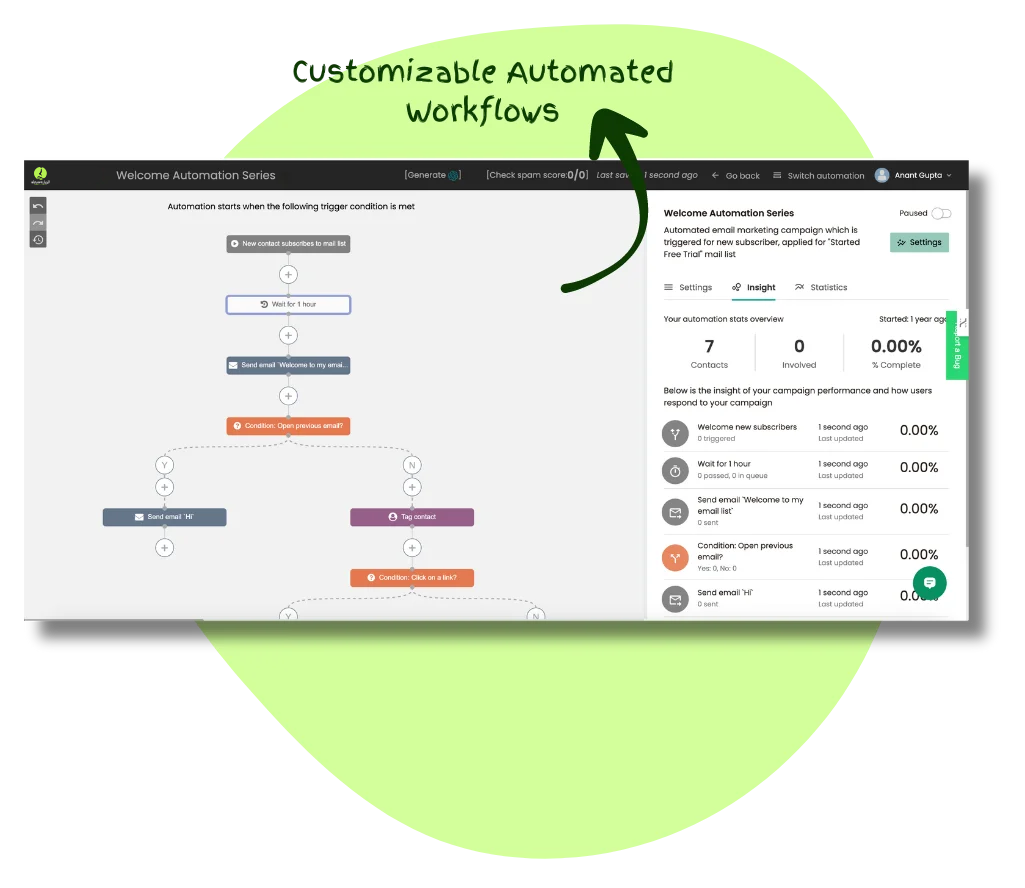 Customizable Automated
Workflows
Welcome Automation Series
[Generate ]
[Check spam score:0/0]
Last sav 1 second ago
Go back
Switch automation
Anant Gupta
Automation starts when the following trigger condition is met
New contact subscribes to mail list
Wait for 1 hour
Send email `Welcome to my emai...
Condition: Open previous email?
Y
N
Send email `Hi`
Tag contact
Condition: Click on a link?
Y
N
Welcome Automation Series
Paused
Automated email marketing campaign which is
triggered for new subscriber, applied for "Started
Free Trial" mail list
Settings
Settings
Insight
Statistics
Your automation stats overview
Started: 1 year ago
7
0
0.00%
Contacts
Involved
% Complete
Below is the insight of your campaign performance and how users
respond to your campaign
Welcome new subscribers
0 triggered
1 second ago
Last updated
0.00%
Wait for 1 hour
0 passed, 0 in queue
1 second ago
Last updated
0.00%
Send email `Welcome to my
email list`
0 sent
1 second ago
Last updated
0.00%
Condition: Open previous
email?
Yes: 0, No: 0
1 second ago
Last updated
0.00%
Send email `Hi`
0 sent
1 second ago
Last updated
0.0
port a Bug